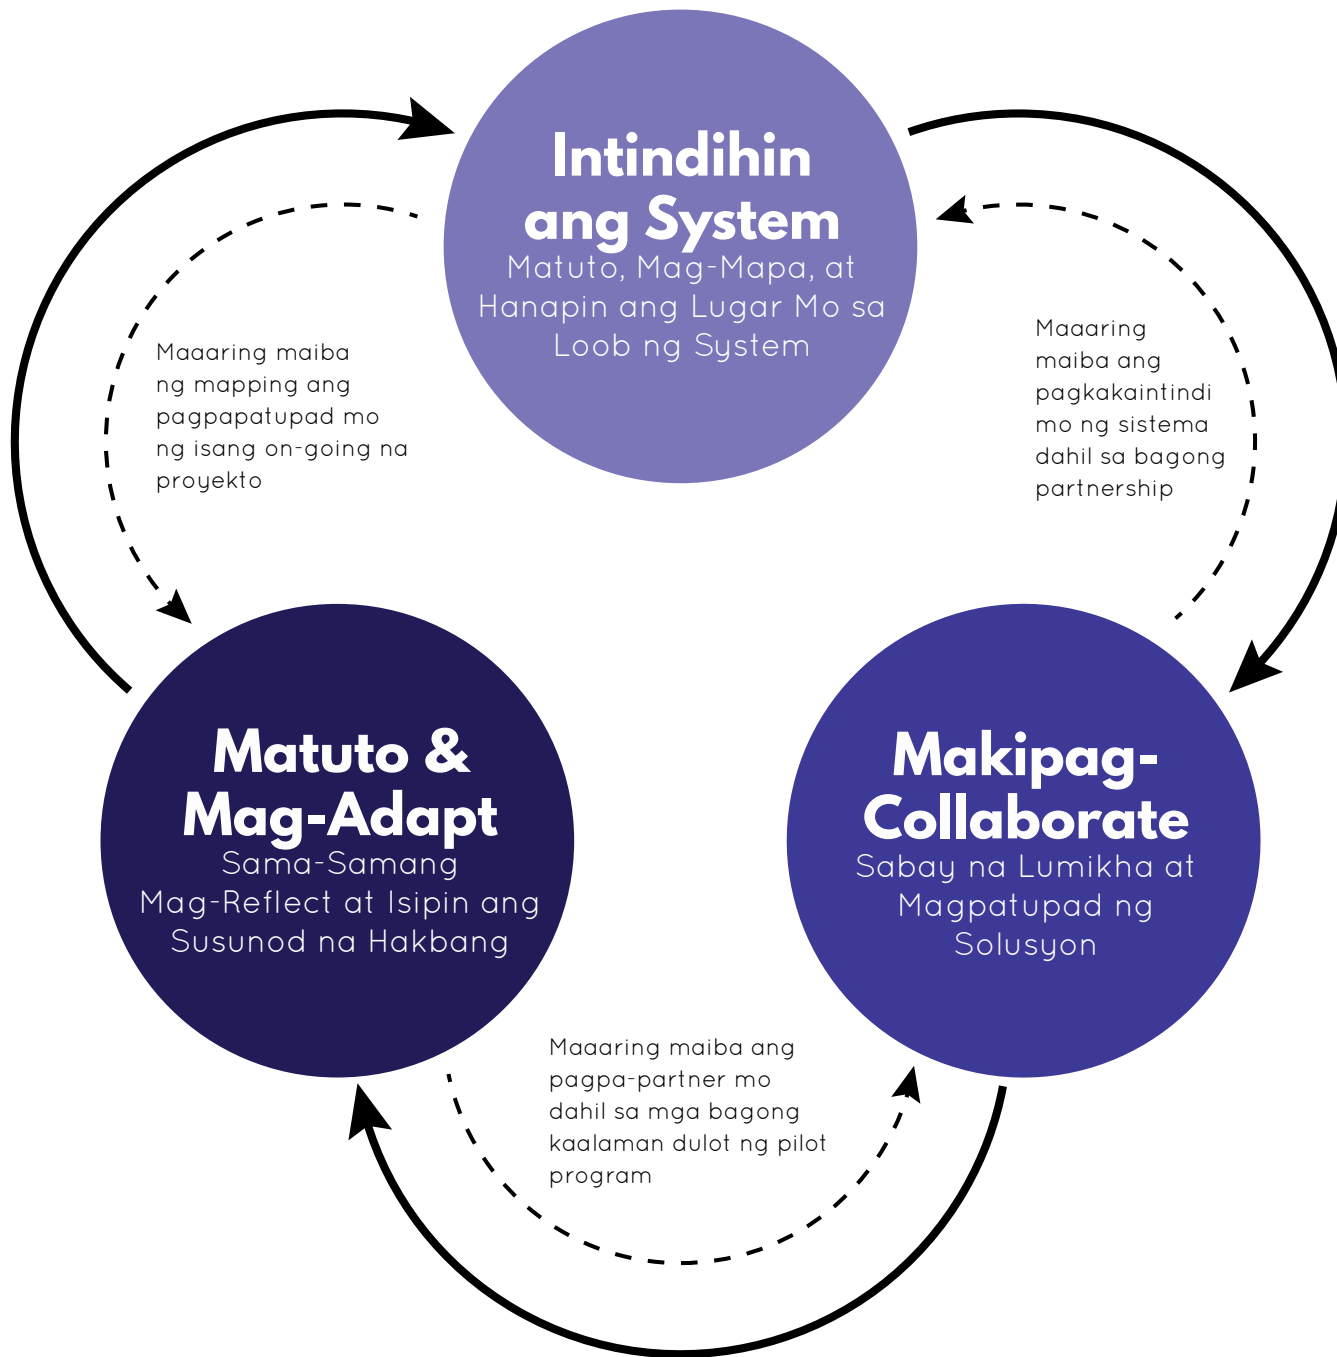 Intindihin
ang System
Matuto, Mag-Mapa, at
Hanapin ang Lugar Mo sa
Loob ng System
Maaaring maiba
ng mapping ang
pagpapatupad mo
ng isang on-going na
proyekto
Maaring
maiba ang
pagkakaintindi
mo ng sistema
dahil sa bagong
partnership
Matuto &
Mag-Adapt
Sama-Samang
Mag-Reflect at Isipin ang
Susunod na Hakbang
Makipag-
Collaborate
Sabay na Lumikha at
Magpatupad ng
Solusyon
Maaaring maiba ang
pagpa-partner mo
dahil sa mga bagong
kaalaman dulot ng pilot
program